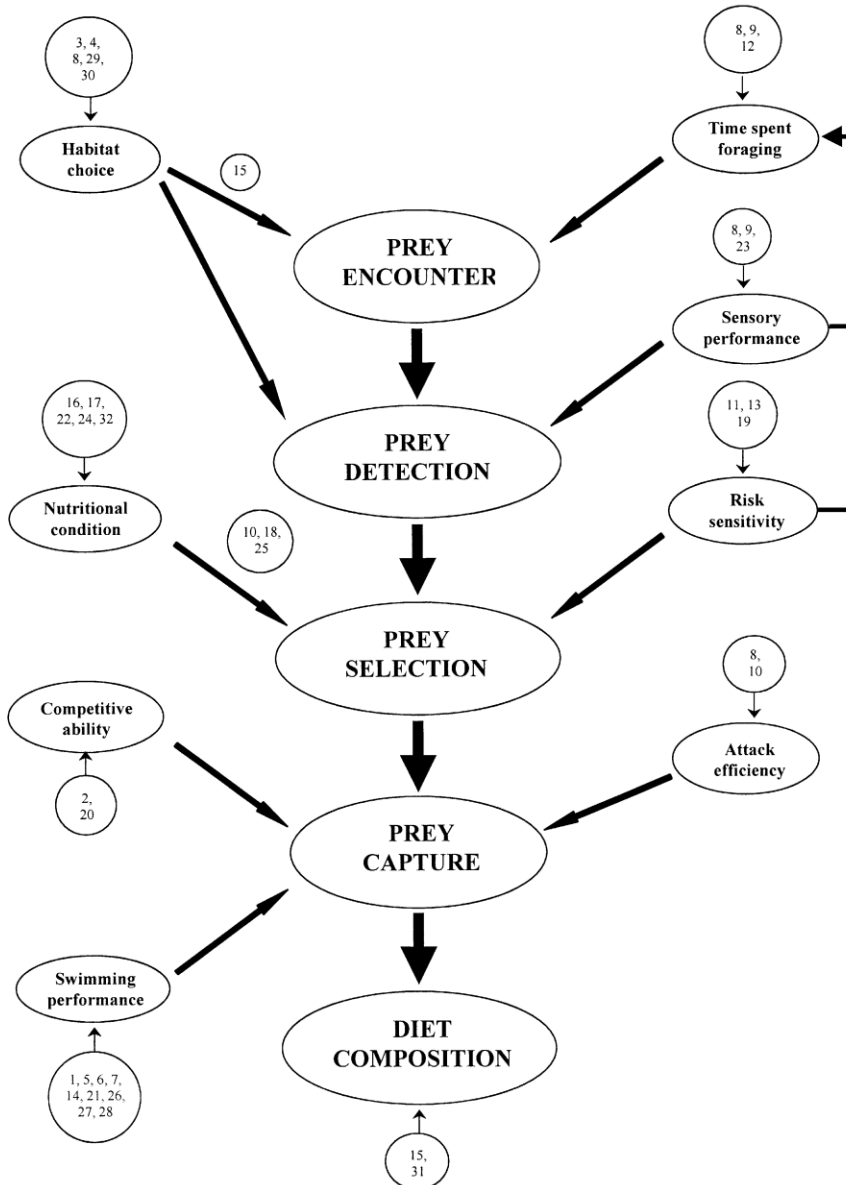 3, 4,
8, 29,
30
8, 9,
12
Habitat
choice
Time spent
foraging
15
PREY
ENCOUNTER
8, 9,
23
Sensory
performance
16, 17,
22, 24, 32
11, 13
19
PREY
DETECTION
Nutritional
condition
10, 18,
25
Risk
sensitivity
PREY
SELECTION
8,
10
Competitive
ability
Attack
efficiency
2,
20
PREY
CAPTURE
Swimming
performance
DIET
COMPOSITION
1, 5, 6, 7,
14, 21, 26,
27, 28
15,
31